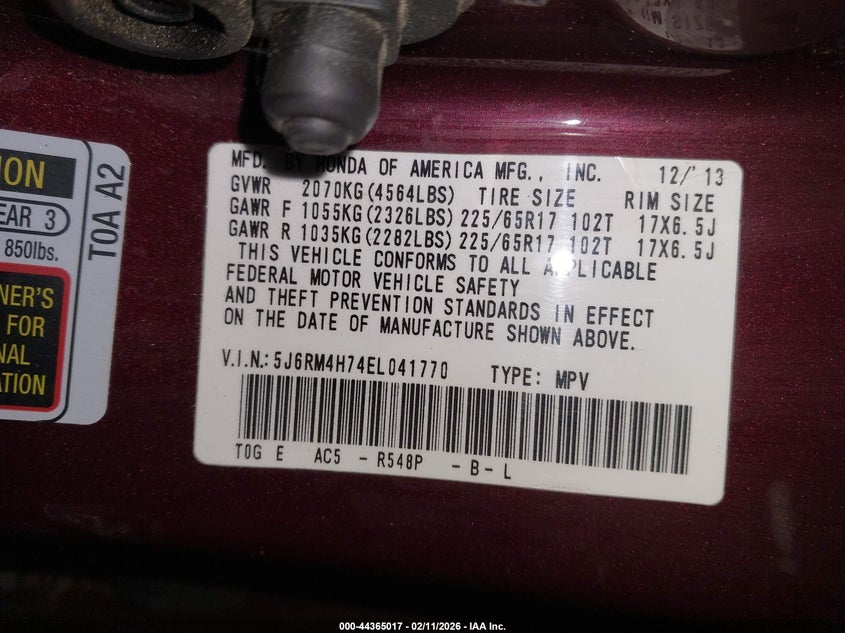 MFD. BY HONDA OF AMERICA MFG., INC. 12/'13
GVWR 2070KG(4564LBS) TIRE SIZE RIM SIZE
GAWR F 1055KG(2326LBS) 225/65R17 102T 17X6.5J
GAWR R 1035KG(2282LBS) 225/65R17 102T 17X6.5J
THIS VEHICLE CONFORMS TO ALL APPLICABLE
FEDERAL MOTOR VEHICLE SAFETY
AND THEFT PREVENTION STANDARDS IN EFFECT
ON THE DATE OF MANUFACTURE SHOWN ABOVE.
V.I.N.: 5J6RM4H74EL041770 TYPE: MPV
T0G E AC5 - R548P - B - L
ION
EAR 3
850lbs.
NER'S
FOR
NAL
ATION
T0A A2
000-44365017 - 02/11/2026 - IAA Inc.